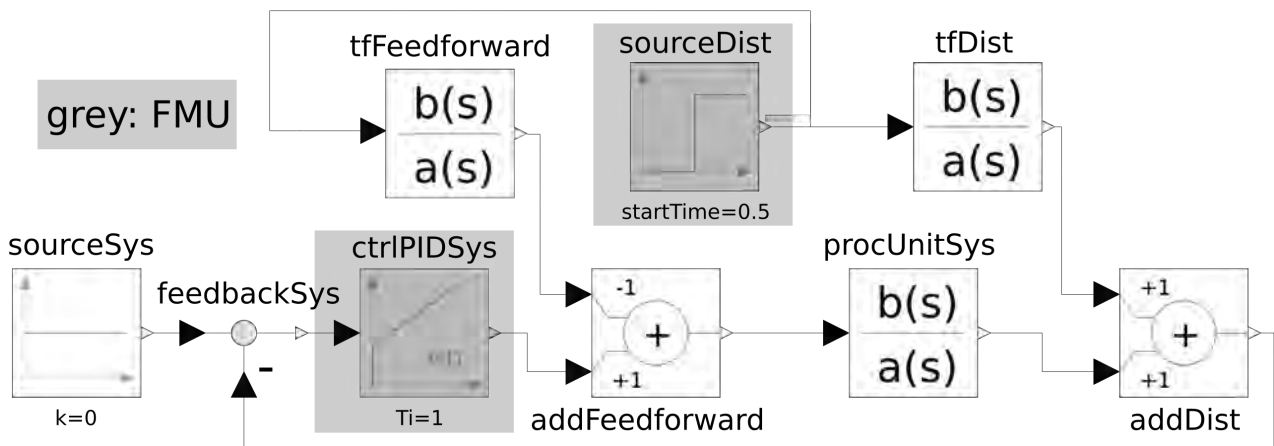 tfFeedforward
sourceDist
tfDist
grey: FMU
b(s)
a(s)
b(s)
a(s)
startTime=0.5
sourceSys
feedbackSys
ctrlPIDSys
procUnitSys
-1
+
+1
b(s)
a(s)
+1
+
+1
-
k=0
Ti=1
addFeedforward
addDist